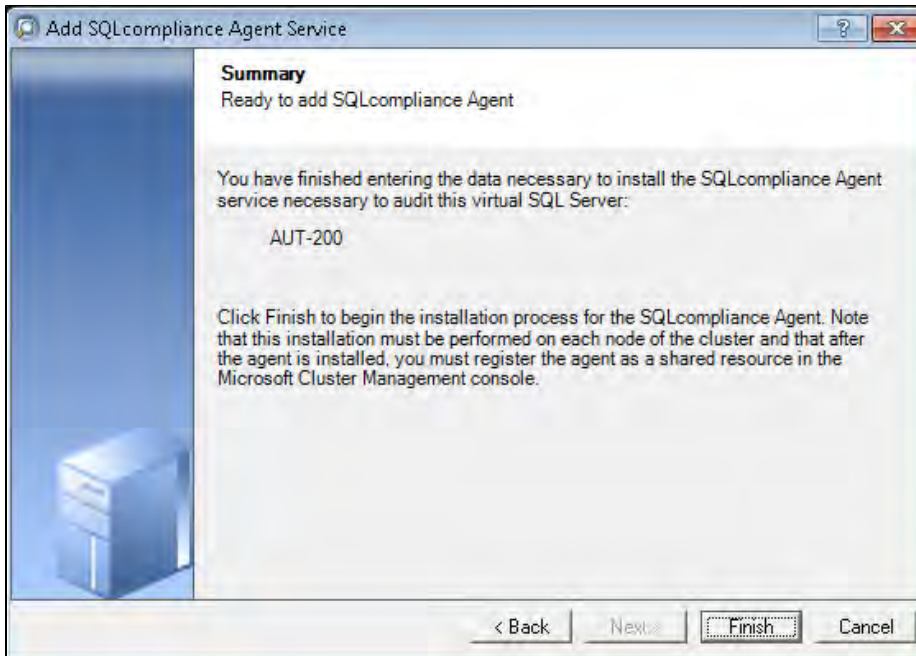 Add SQLcompliance Agent Service
?
Summary
Ready to add SQLcompliance Agent
You have finished entering the data necessary to install the SQLcompliance Agent
service necessary to audit this virtual SQL Server:
AUT-200
Click Finish to begin the installation process for the SQLcompliance Agent. Note
that this installation must be performed on each node of the cluster and that after
the agent is installed, you must register the agent as a shared resource in the
Microsoft Cluster Management console.
< Back
Next >
Finish
Cancel